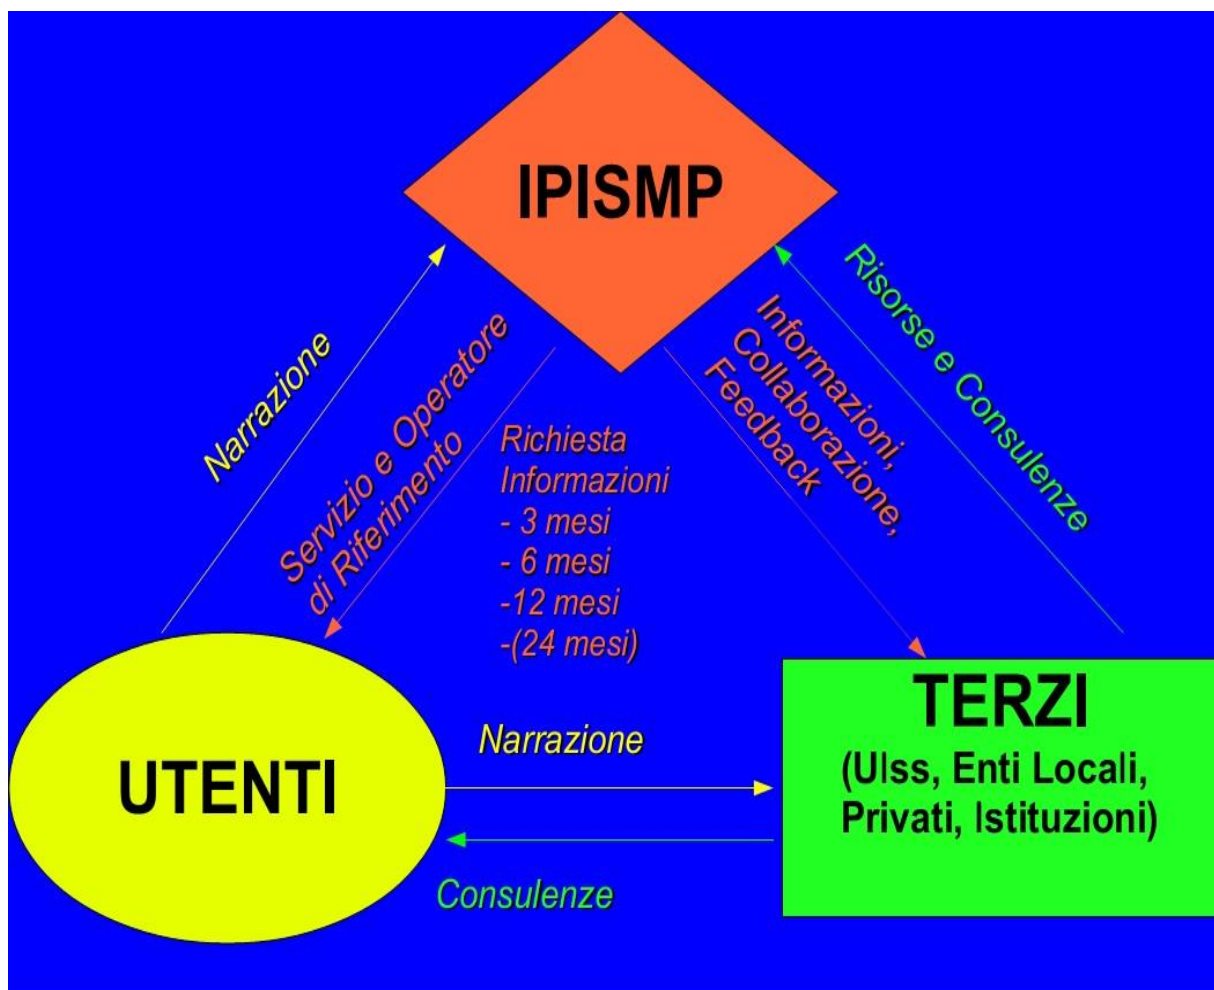 IPISMP
Narrazione
Servizio e Operatore
di Riferimento
Richiesta
Informazioni
- 3 mesi
- 6 mesi
-12 mesi
-(24 mesi)
Informazioni,
Collaborazione,
Feedback
Risorse e Consulenze
UTENTI
Narrazione
Consulenze
TERZI
(Ulss, Enti Locali,
Privati, Istituzioni)